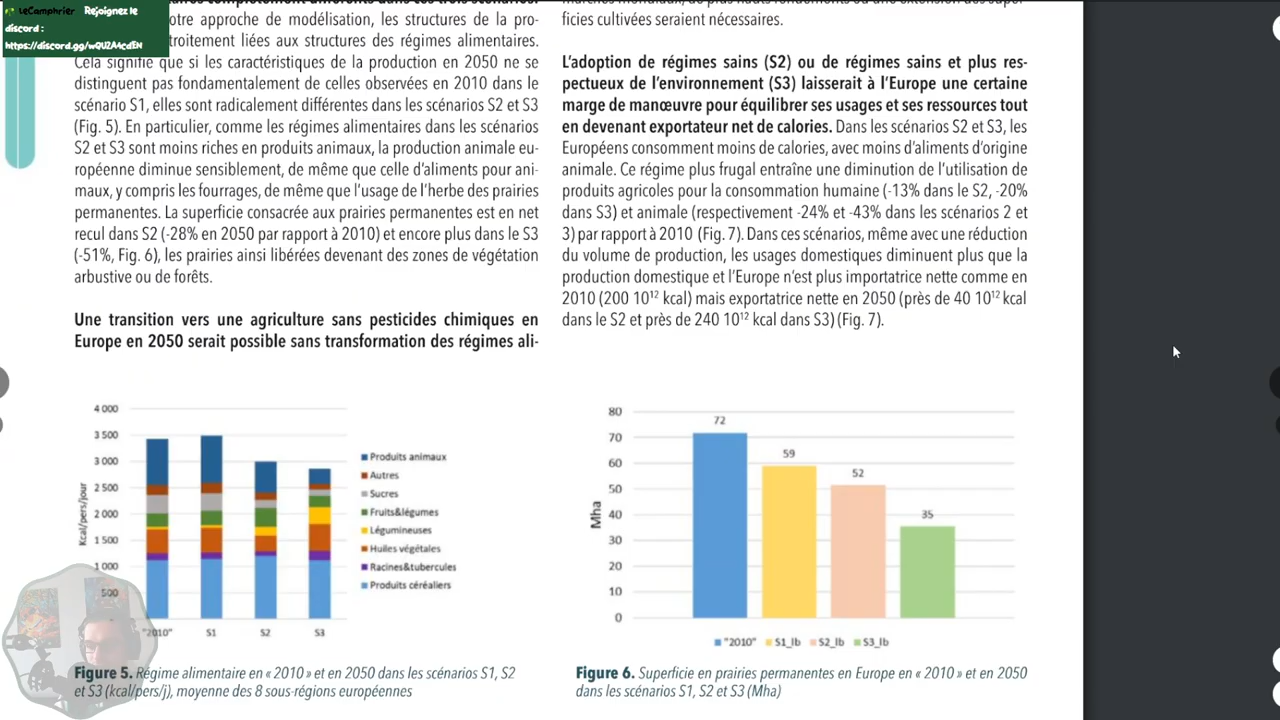 LeCamphrier Rejoignez le
discord :
https://discord.gg/wQU2A4cdEN
dans ces trois scénarios.
otre approche de modélisation, les structures de la pro-
troitement liées aux structures des régimes alimentaires.
Cela signifie que si les caractéristiques de la production en 2050 ne se
distinguent pas fondamentalement de celles observées en 2010 dans le
scénario S1, elles sont radicalement différentes dans les scénarios S2 et S3
(Fig. 5). En particulier, comme les régimes alimentaires dans les scénarios
S2 et S3 sont moins riches en produits animaux, la production animale eu-
ropéenne diminue sensiblement, de même que celle d'aliments pour ani-
maux, y compris les fourrages, de même que l'usage de l'herbe des prairies
permanentes. La superficie consacrée aux prairies permanentes est en net
recul dans S2 (-28% en 2050 par rapport à 2010) et encore plus dans le S3
(-51%, Fig. 6), les prairies ainsi libérées devenant des zones de végétation
arbustive ou de forêts.
Une transition vers une agriculture sans pesticides chimiques en
Europe en 2050 serait possible sans transformation des régimes ali-
ficies cultivées seraient nécessaires.
L'adoption de régimes sains (S2) ou de régimes sains et plus res-
pectueux de l'environnement (S3) laisserait à l'Europe une certaine
marge de manœuvre pour équilibrer ses usages et ses ressources tout
en devenant exportateur net de calories. Dans les scénarios S2 et S3, les
Européens consomment moins de calories, avec moins d'aliments d'origine
animale. Ce régime plus frugal entraîne une diminution de l'utilisation de
produits agricoles pour la consommation humaine (-13% dans le S2, -20%
dans S3) et animale (respectivement -24% et -43% dans les scénarios 2 et
3) par rapport à 2010 (Fig. 7). Dans ces scénarios, même avec une réduction
du volume de production, les usages domestiques diminuent plus que la
production domestique et l'Europe n'est plus importatrice nette comme en
2010 (200 10¹² kcal) mais exportatrice nette en 2050 (près de 40 10¹² kcal
dans le S2 et près de 240 10¹² kcal dans S3) (Fig. 7).
Kcal/pers/jour
4 000
3 500
3 000
2 500
2 000
1 500
1 000
500
"2010" S1 S2 S3
Produits animaux
Autres
Sucres
Fruits&légumes
Légumineuses
Huiles végétales
Racines&tubercules
Produits céréaliers
Figure 5. Régime alimentaire en « 2010 » et en 2050 dans les scénarios S1, S2
et S3 (kcal/pers/j), moyenne des 8 sous-régions européennes
Mha
80
70
60
50
40
30
20
10
0
72
59
52
35
"2010" S1_lb S2_lb S3_lb
Figure 6. Superficie en prairies permanentes en Europe en « 2010 » et en 2050
dans les scénarios S1, S2 et S3 (Mha)